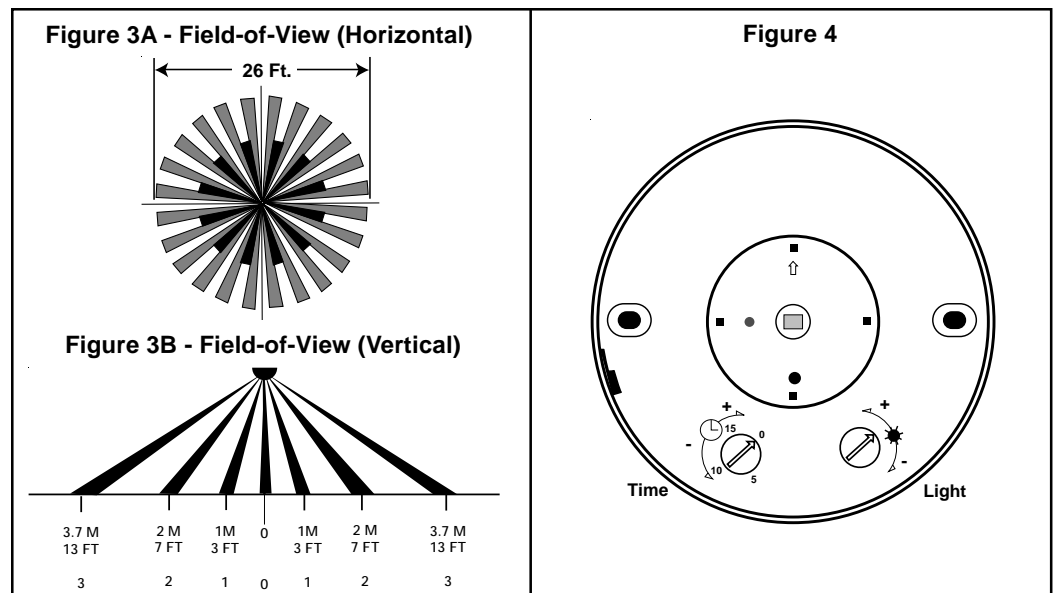 Figure 3A - Field-of-View (Horizontal)
26 Ft.
Figure 3B - Field-of-View (Vertical)
3.7 M 2 M 1M 0 1M 2 M 3.7 M
13 FT 7 FT 3 FT 3 FT 7 FT 13 FT
3 2 1 0 1 2 3
Figure 4
+ +
15 0
- -
10 5
Time Light